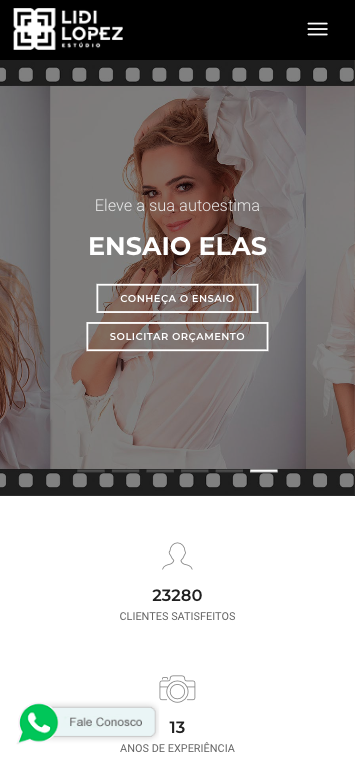 LIDI
LOPEZ
ESTÚDIO
Eleve a sua autoestima
ENSAIO ELAS
CONHEÇA O ENSAIO
SOLICITAR ORÇAMENTO
23280
CLIENTES SATISFEITOS
Fale Conosco
13
ANOS DE EXPERIÊNCIA